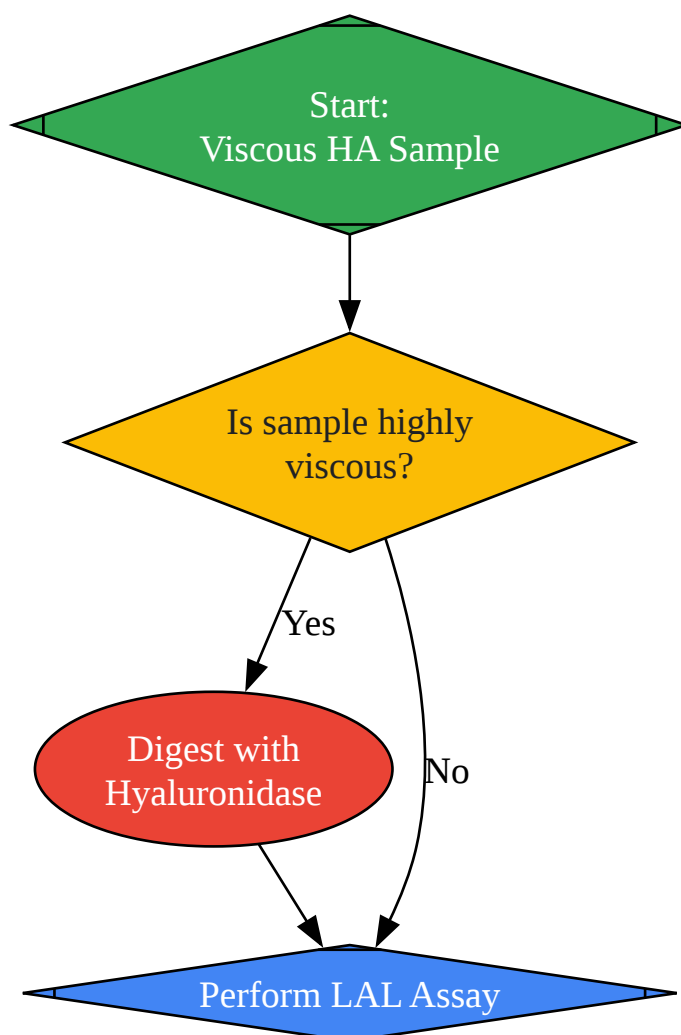 Start:
Viscous HA Sample
Is sample highly
viscous?
Yes
Digest with
Hyaluronidase
No
Perform LAL Assay